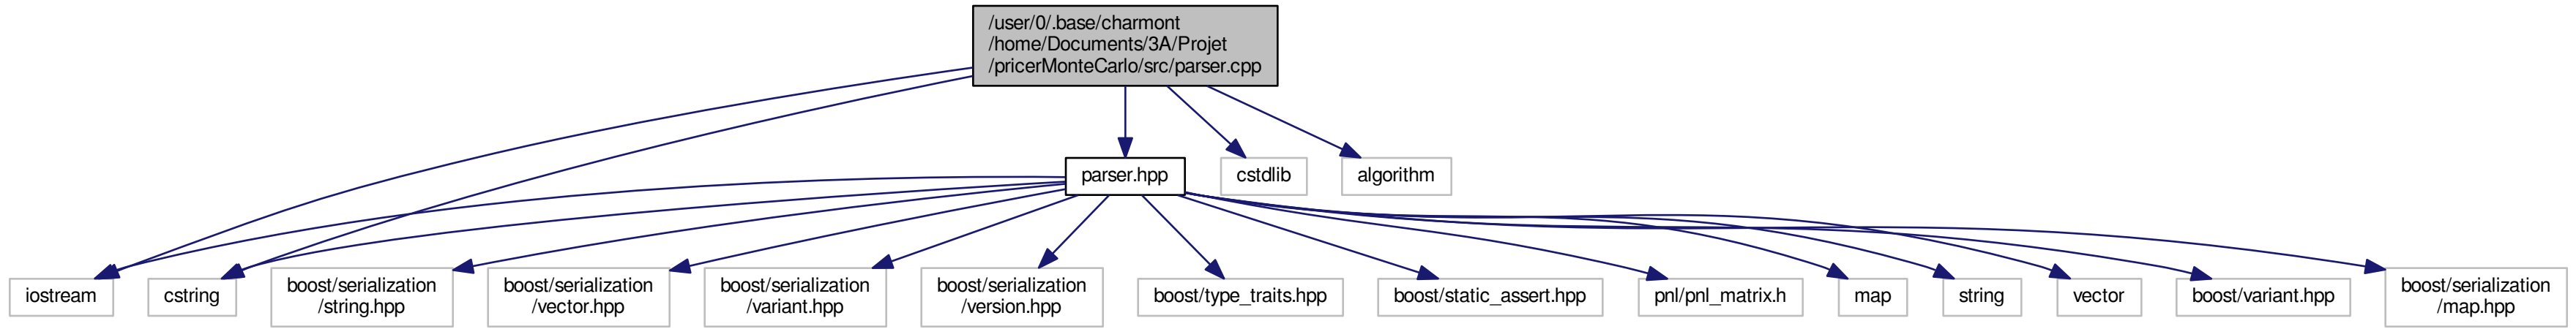 /user/0/.base/charmont
/home/Documents/3A/Projet
/pricerMonteCarlo/src/parser.cpp
parser.hpp
cstdlib
algorithm
iostream
cstring
boost/serialization
/string.hpp
boost/serialization
/vector.hpp
boost/serialization
/variant.hpp
boost/serialization
/version.hpp
boost/type_traits.hpp
boost/static_assert.hpp
pnl/pnl_matrix.h
map
string
vector
boost/variant.hpp
boost/serialization
/map.hpp